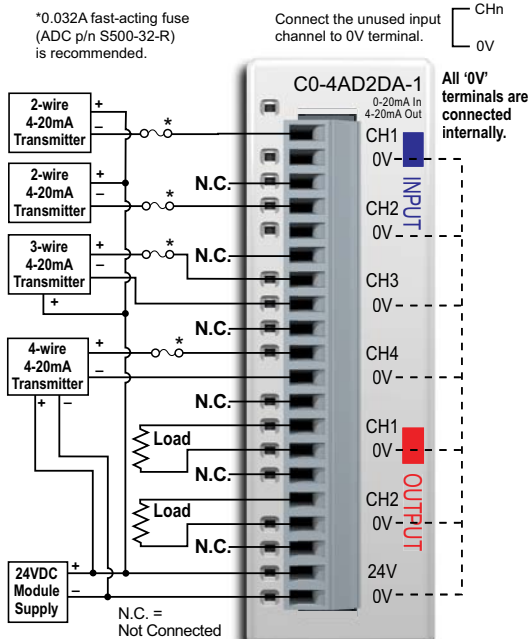 *0.032A fast-acting fuse
(ADC p/n S500-32-R)
is recommended.
Connect the unused input
channel to 0V terminal.
CHn
0V
C0-4AD2DA-1
0-20mA In
4-20mA Out
All ‘0V’
terminals are
connected
internally.
2-wire
4-20mA
Transmitter
+
–
*
CH1
0V
INPUT
2-wire
4-20mA
Transmitter
+
–
*
N.C.
CH2
0V
3-wire
4-20mA
Transmitter
+
–
+
*
N.C.
CH3
0V
N.C.
4-wire
4-20mA
Transmitter
+
–
+
–
*
CH4
0V
N.C.
Load
CH1
0V
OUTPUT
N.C.
Load
CH2
0V
N.C.
24VDC
Module
Supply
+
–
24V
0V
N.C. =
Not Connected